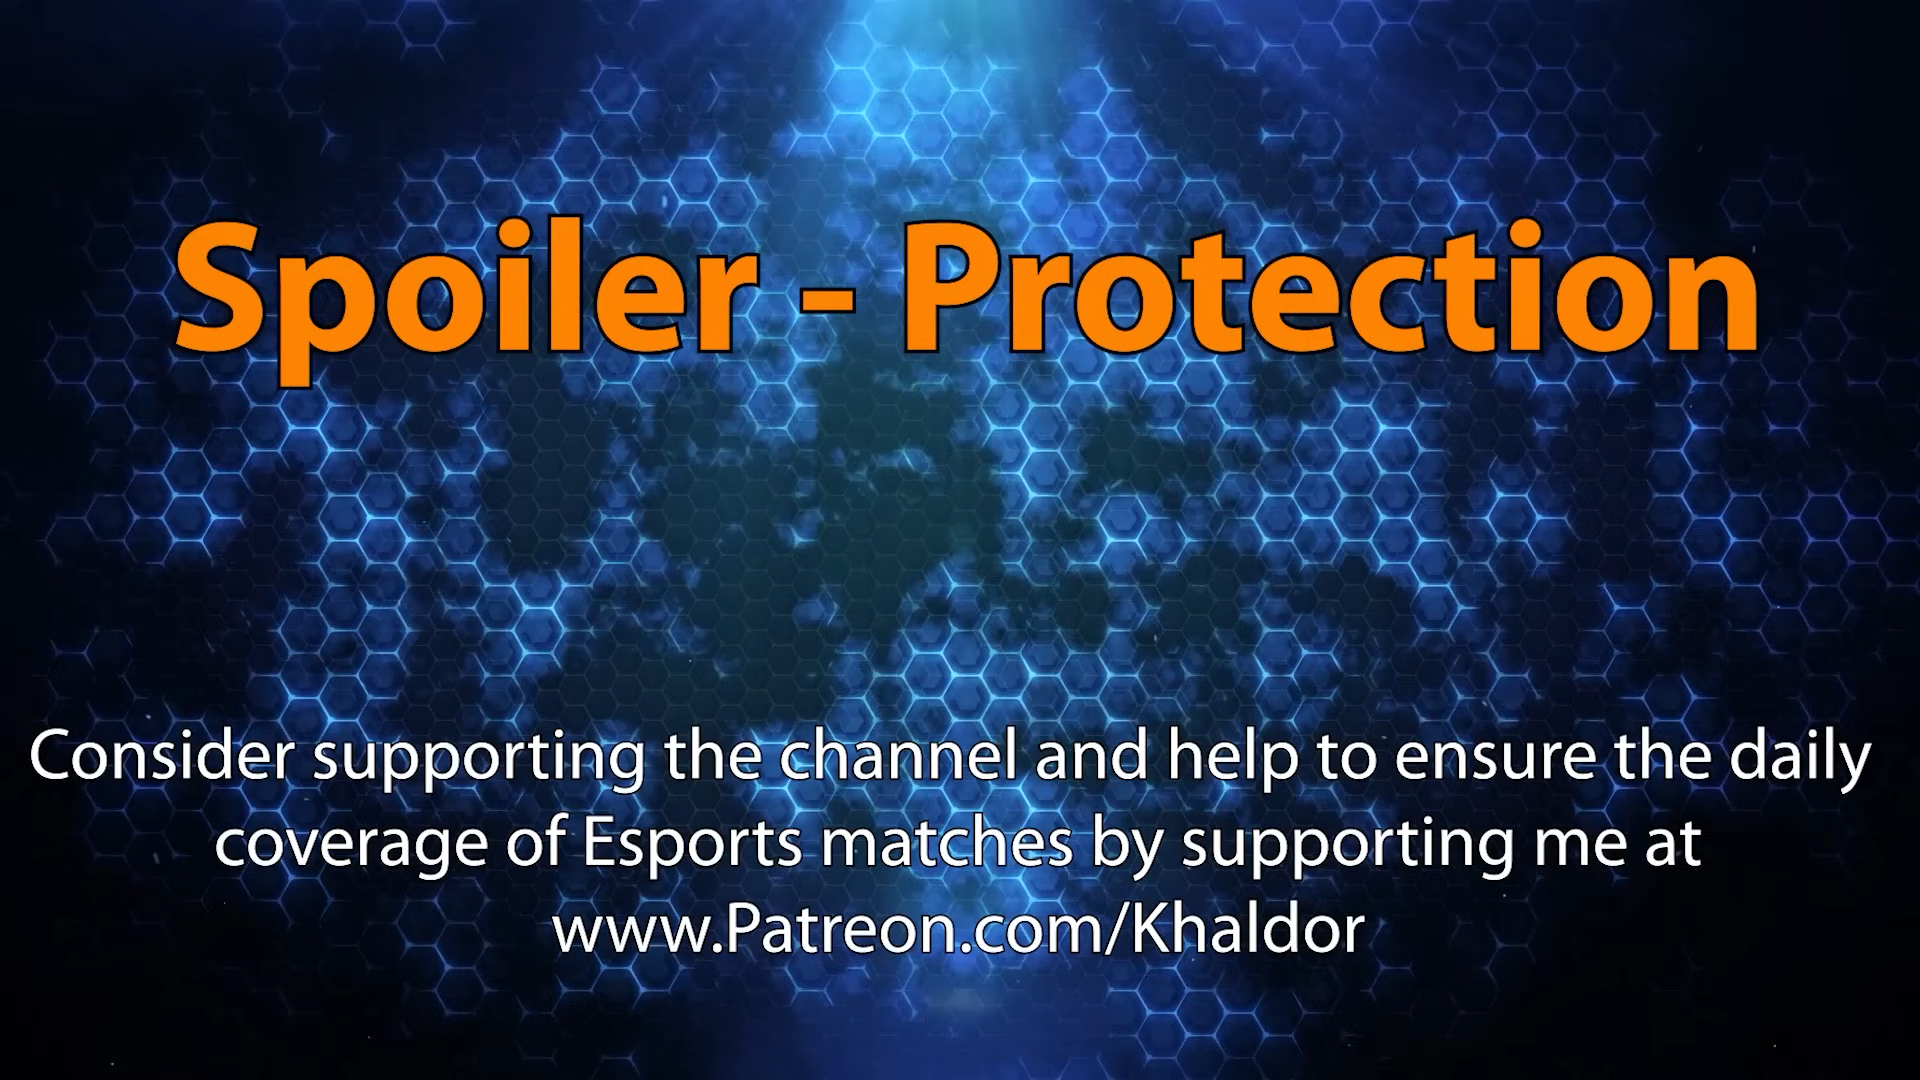 Spoiler - Protection
Consider supporting the channel and help to ensure the daily
coverage of Esports matches by supporting me at
www.Patreon.com/Khaldor